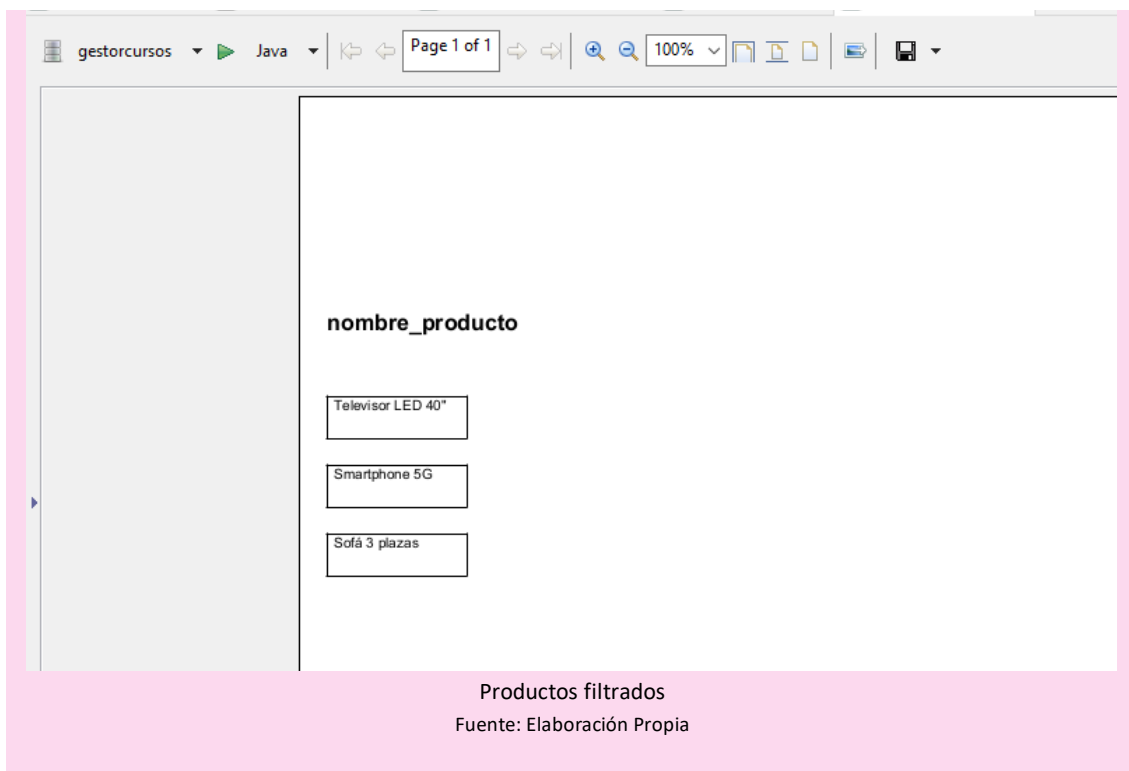 gestorcursos Java Page 1 of 1 100%
nombre_producto
Televisor LED 40"
Smartphone 5G
Sofá 3 plazas
Productos filtrados
Fuente: Elaboración Propia